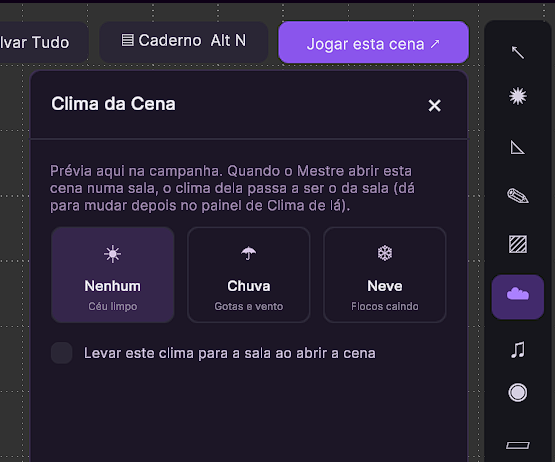 lvar Tudo
Caderno Alt N
Jogar esta cena ↗
Clima da Cena
Prévia aqui na campanha. Quando o Mestre abrir esta
cena numa sala, o clima dela passa a ser o da sala (dá
para mudar depois no painel de Clima de lá).
Nenhum
Céu limpo
Chuva
Gotas e vento
Neve
Flocos caindo
Levar este clima para a sala ao abrir a cena